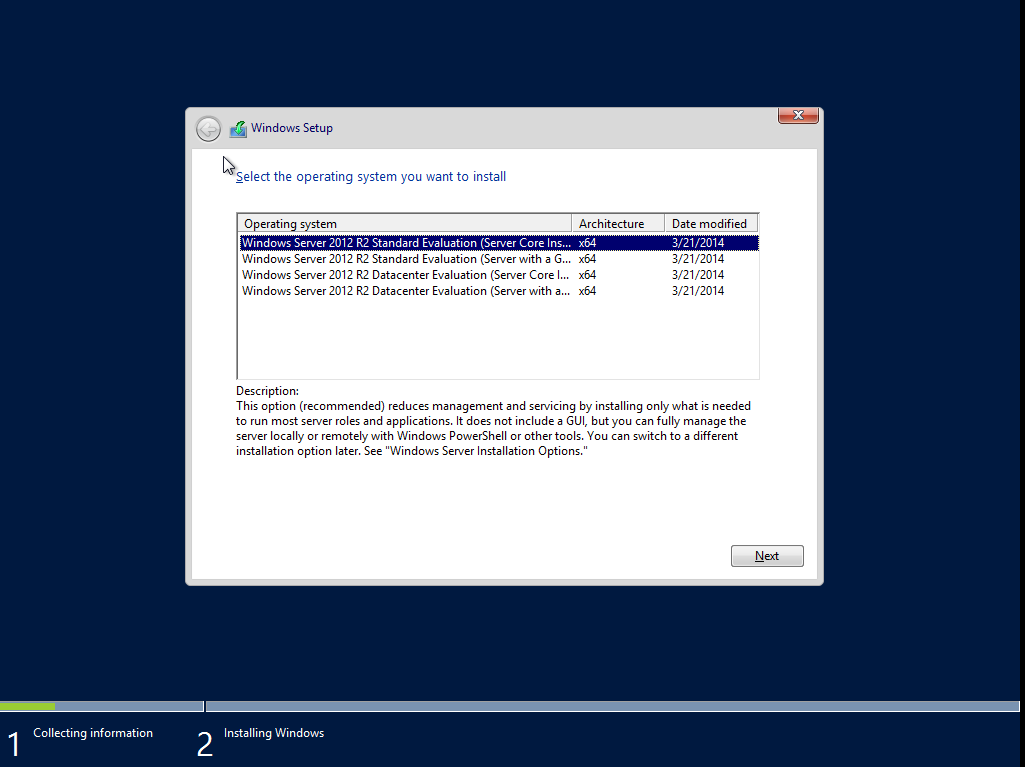 Windows Setup
Select the operating system you want to install
Operating system Architecture Date modified
Windows Server 2012 R2 Standard Evaluation (Server Core Ins... x64 3/21/2014
Windows Server 2012 R2 Standard Evaluation (Server with a G... x64 3/21/2014
Windows Server 2012 R2 Datacenter Evaluation (Server Core I... x64 3/21/2014
Windows Server 2012 R2 Datacenter Evaluation (Server with a... x64 3/21/2014
Description:
This option (recommended) reduces management and servicing by installing only what is needed
to run most server roles and applications. It does not include a GUI, but you can fully manage the
server locally or remotely with Windows PowerShell or other tools. You can switch to a different
installation option later. See "Windows Server Installation Options."
Next
1 Collecting information 2 Installing Windows